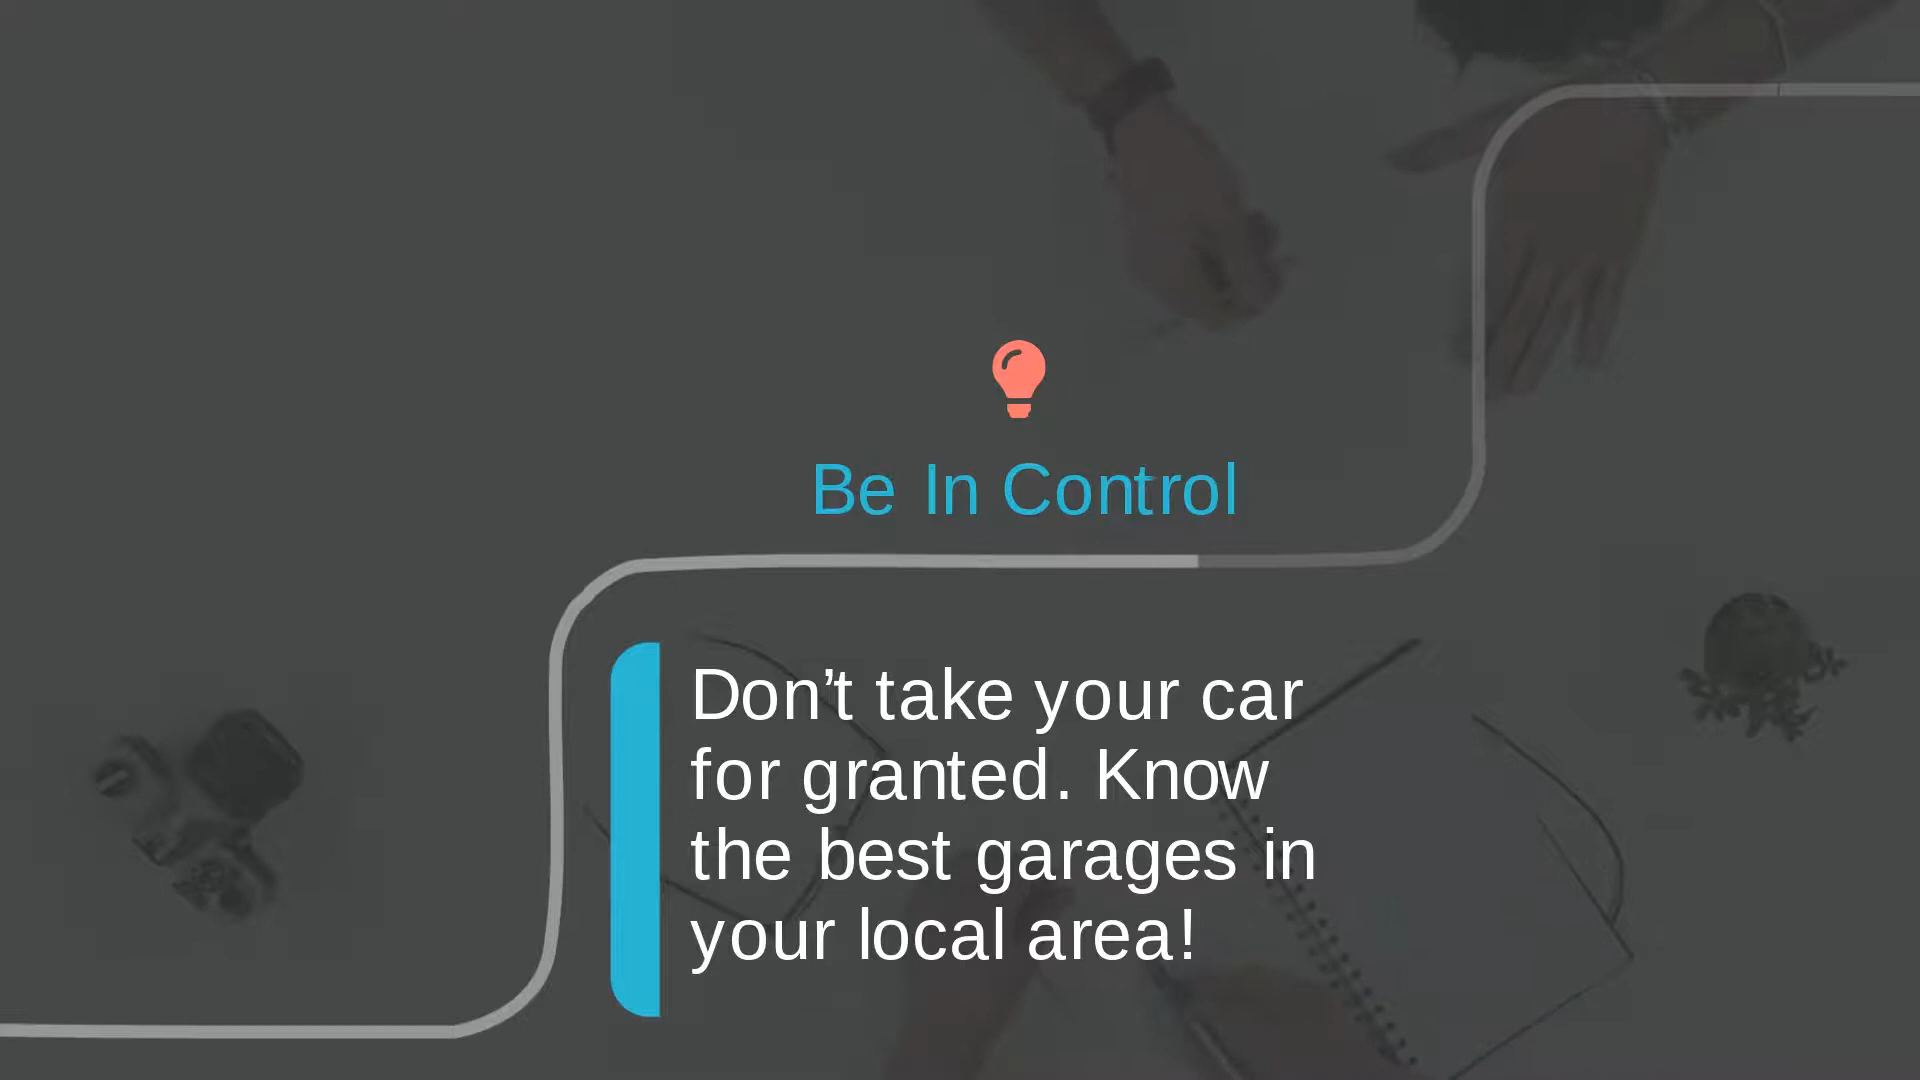 Be In Control
Don’t take your car
for granted. Know
the best garages in
your local area!